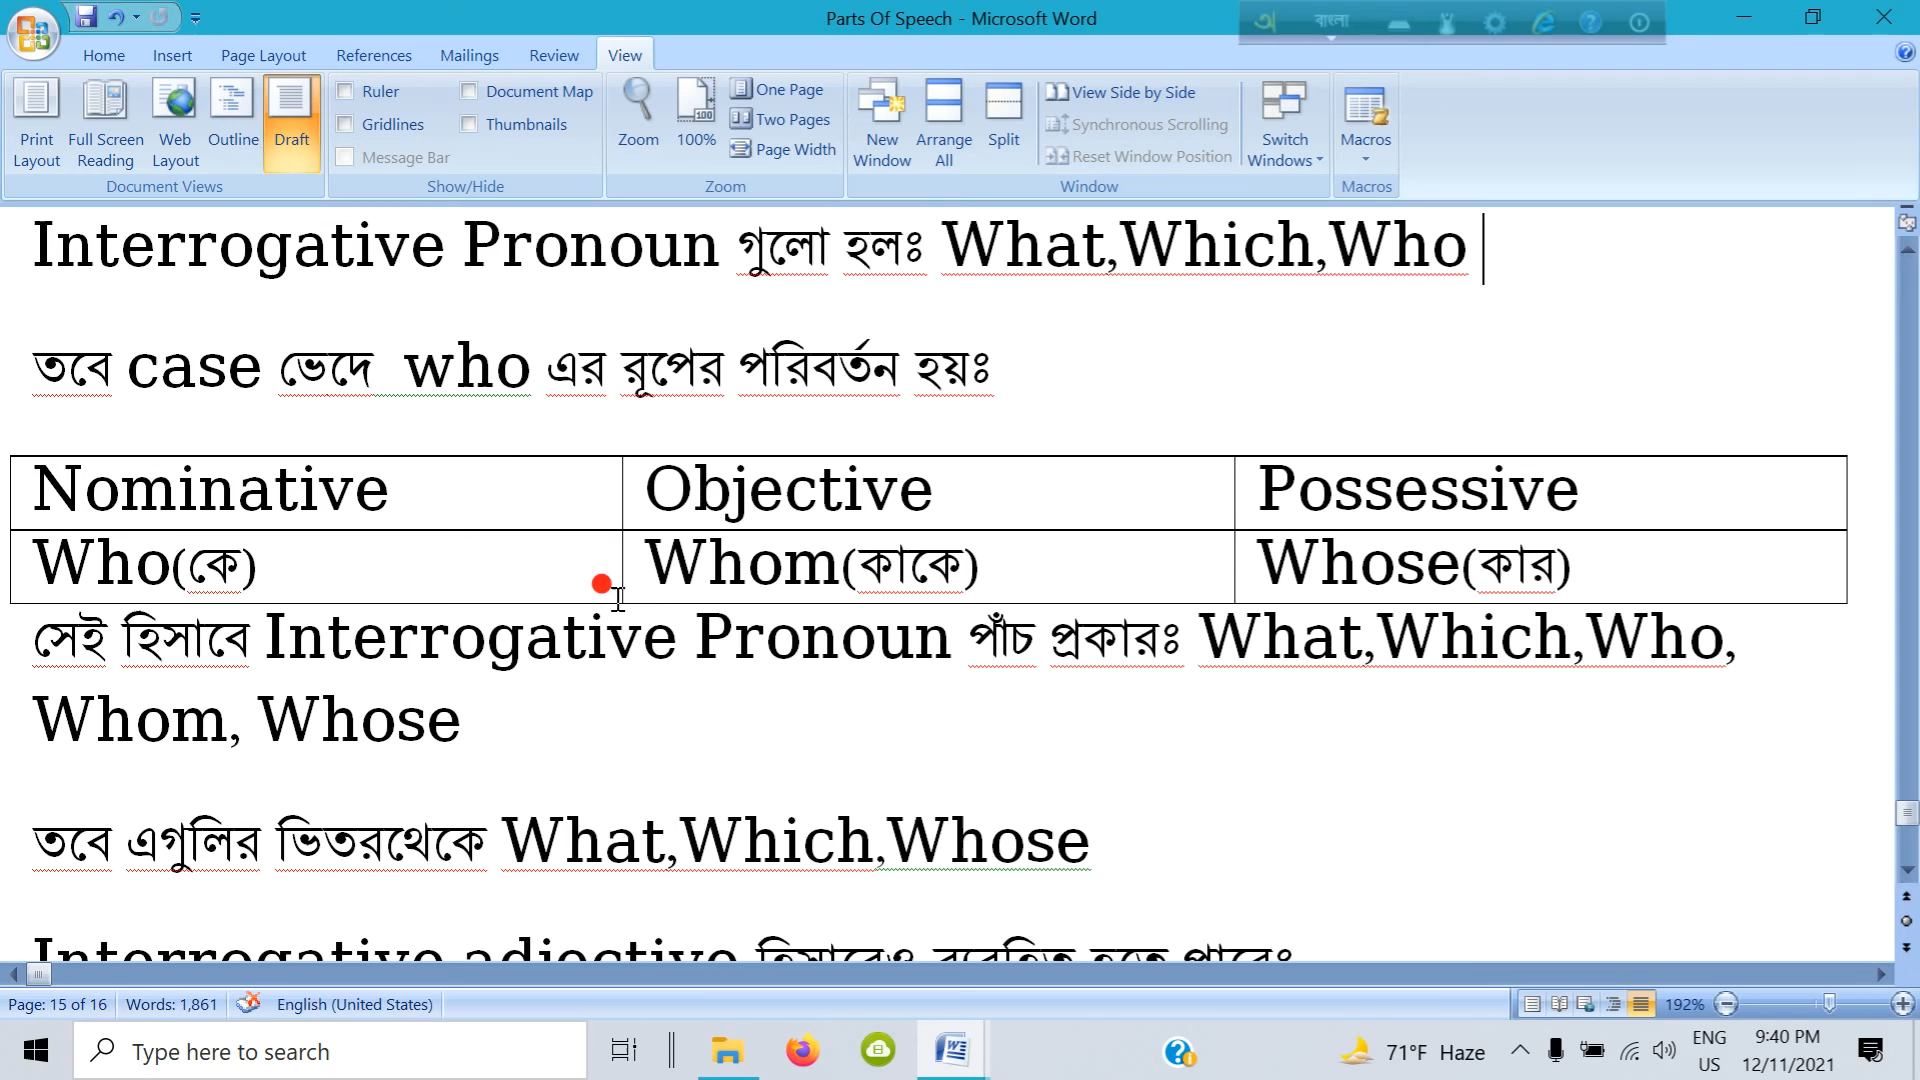 Parts Of Speech - Microsoft Word
অ বাংলা
Home Insert Page Layout References Mailings Review View
Print Layout
Full Screen Reading
Web Layout
Outline
Draft
Document Views
Ruler
Gridlines
Message Bar
Document Map
Thumbnails
Show/Hide
Zoom
100
100%
One Page
Two Pages
Page Width
Zoom
New Window
Arrange All
Split
View Side by Side
Synchronous Scrolling
Reset Window Position
Switch Windows
Window
Macros
Macros
Interrogative Pronoun গুলো হলঃ What,Which,Who
তবে case ভেদে who এর রূপের পরিবর্তন হয়ঃ
Nominative Objective Possessive
Who(কে) Whom(কাকে) Whose(কার)
সেই হিসাবে Interrogative Pronoun পাঁচ প্রকারঃ What,Which,Who,
Whom, Whose
তবে এগুলির ভিতরথেকে What,Which,Whose
Interrogative adjective হিসাবেও ব্যবেহিত হতে পারেঃ
Page: 15 of 16 Words: 1,861 English (United States) 192%
Type here to search
71°F Haze
ENG US
9:40 PM
12/11/2021